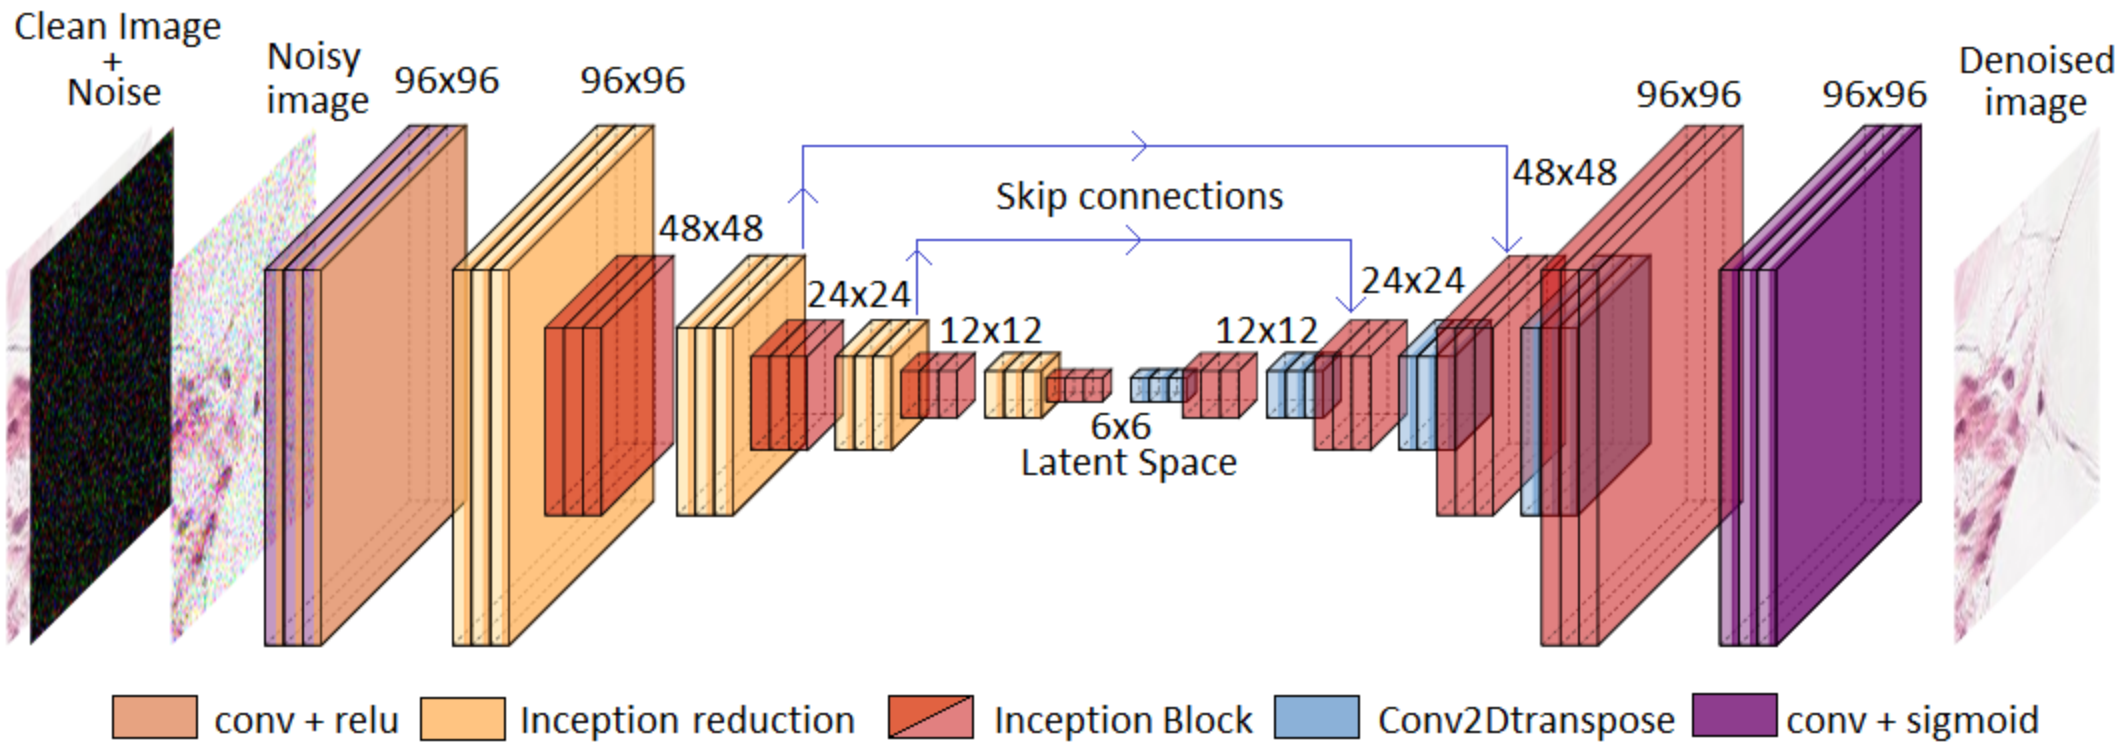 Clean Image
+
Noise
Noisy
image
96x96
96x96
48x48
24x24
12x12
Skip connections
6x6
Latent Space
12x12
24x24
48x48
96x96
96x96
Denoised
image
conv + relu
Inception reduction
Inception Block
Conv2Dtranspose
conv + sigmoid